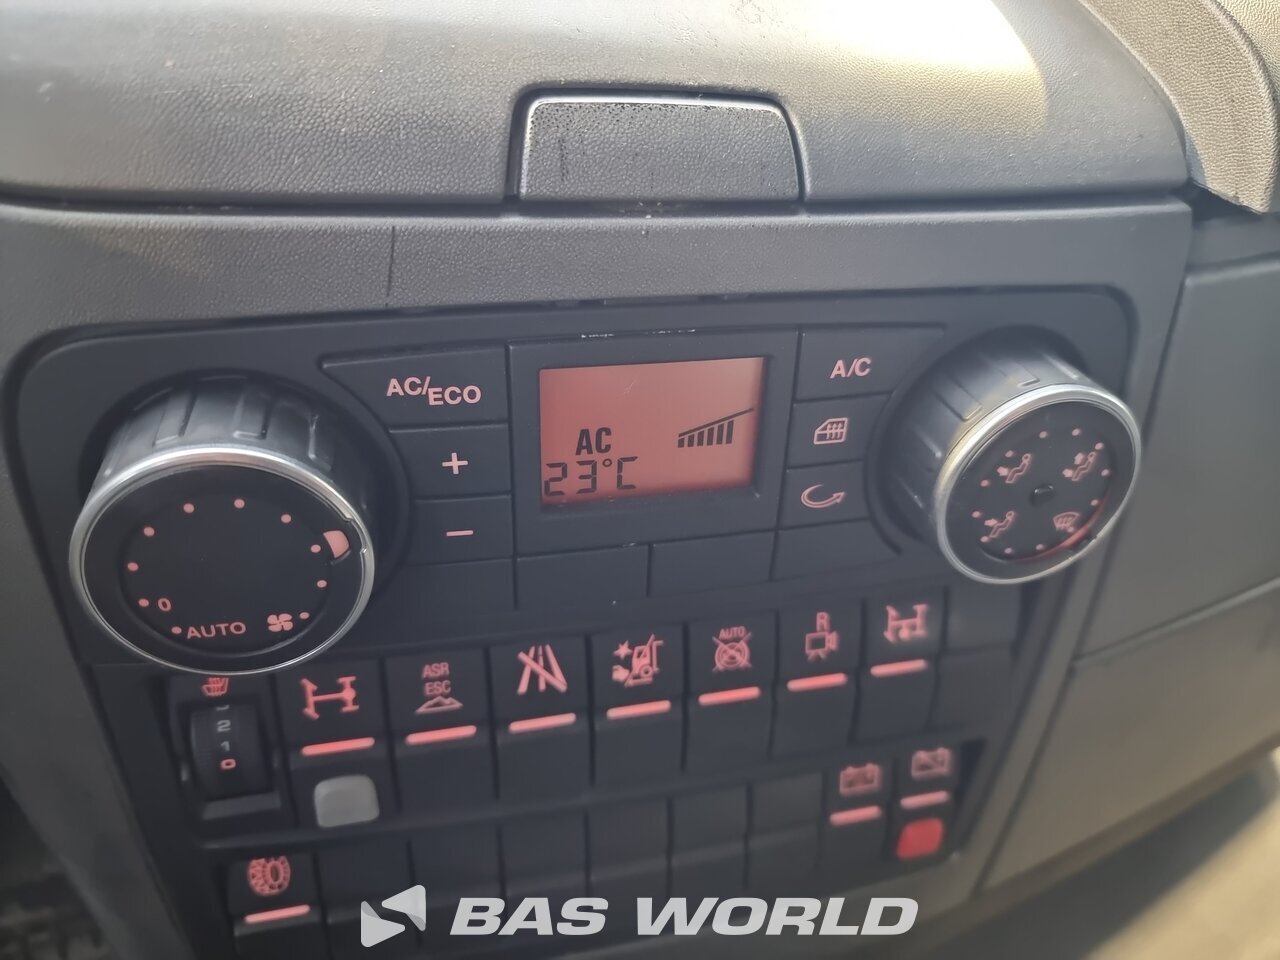 AC/ECO
A/C
+
AC
23°C
−
0
AUTO
ASR
ESC
AUTO
R
2
1
0
BAS WORLD